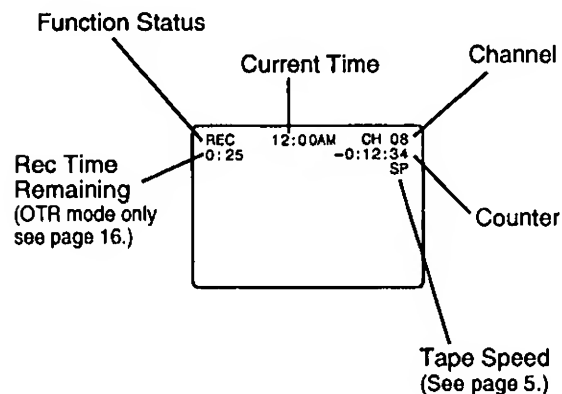 Function Status
Current Time
Channel
REC 12:00AM CH 08
0:25 -0:12:34
SP
Rec Time
Remaining
(OTR mode only
see page 16.)
Counter
Tape Speed
(See page 5.)